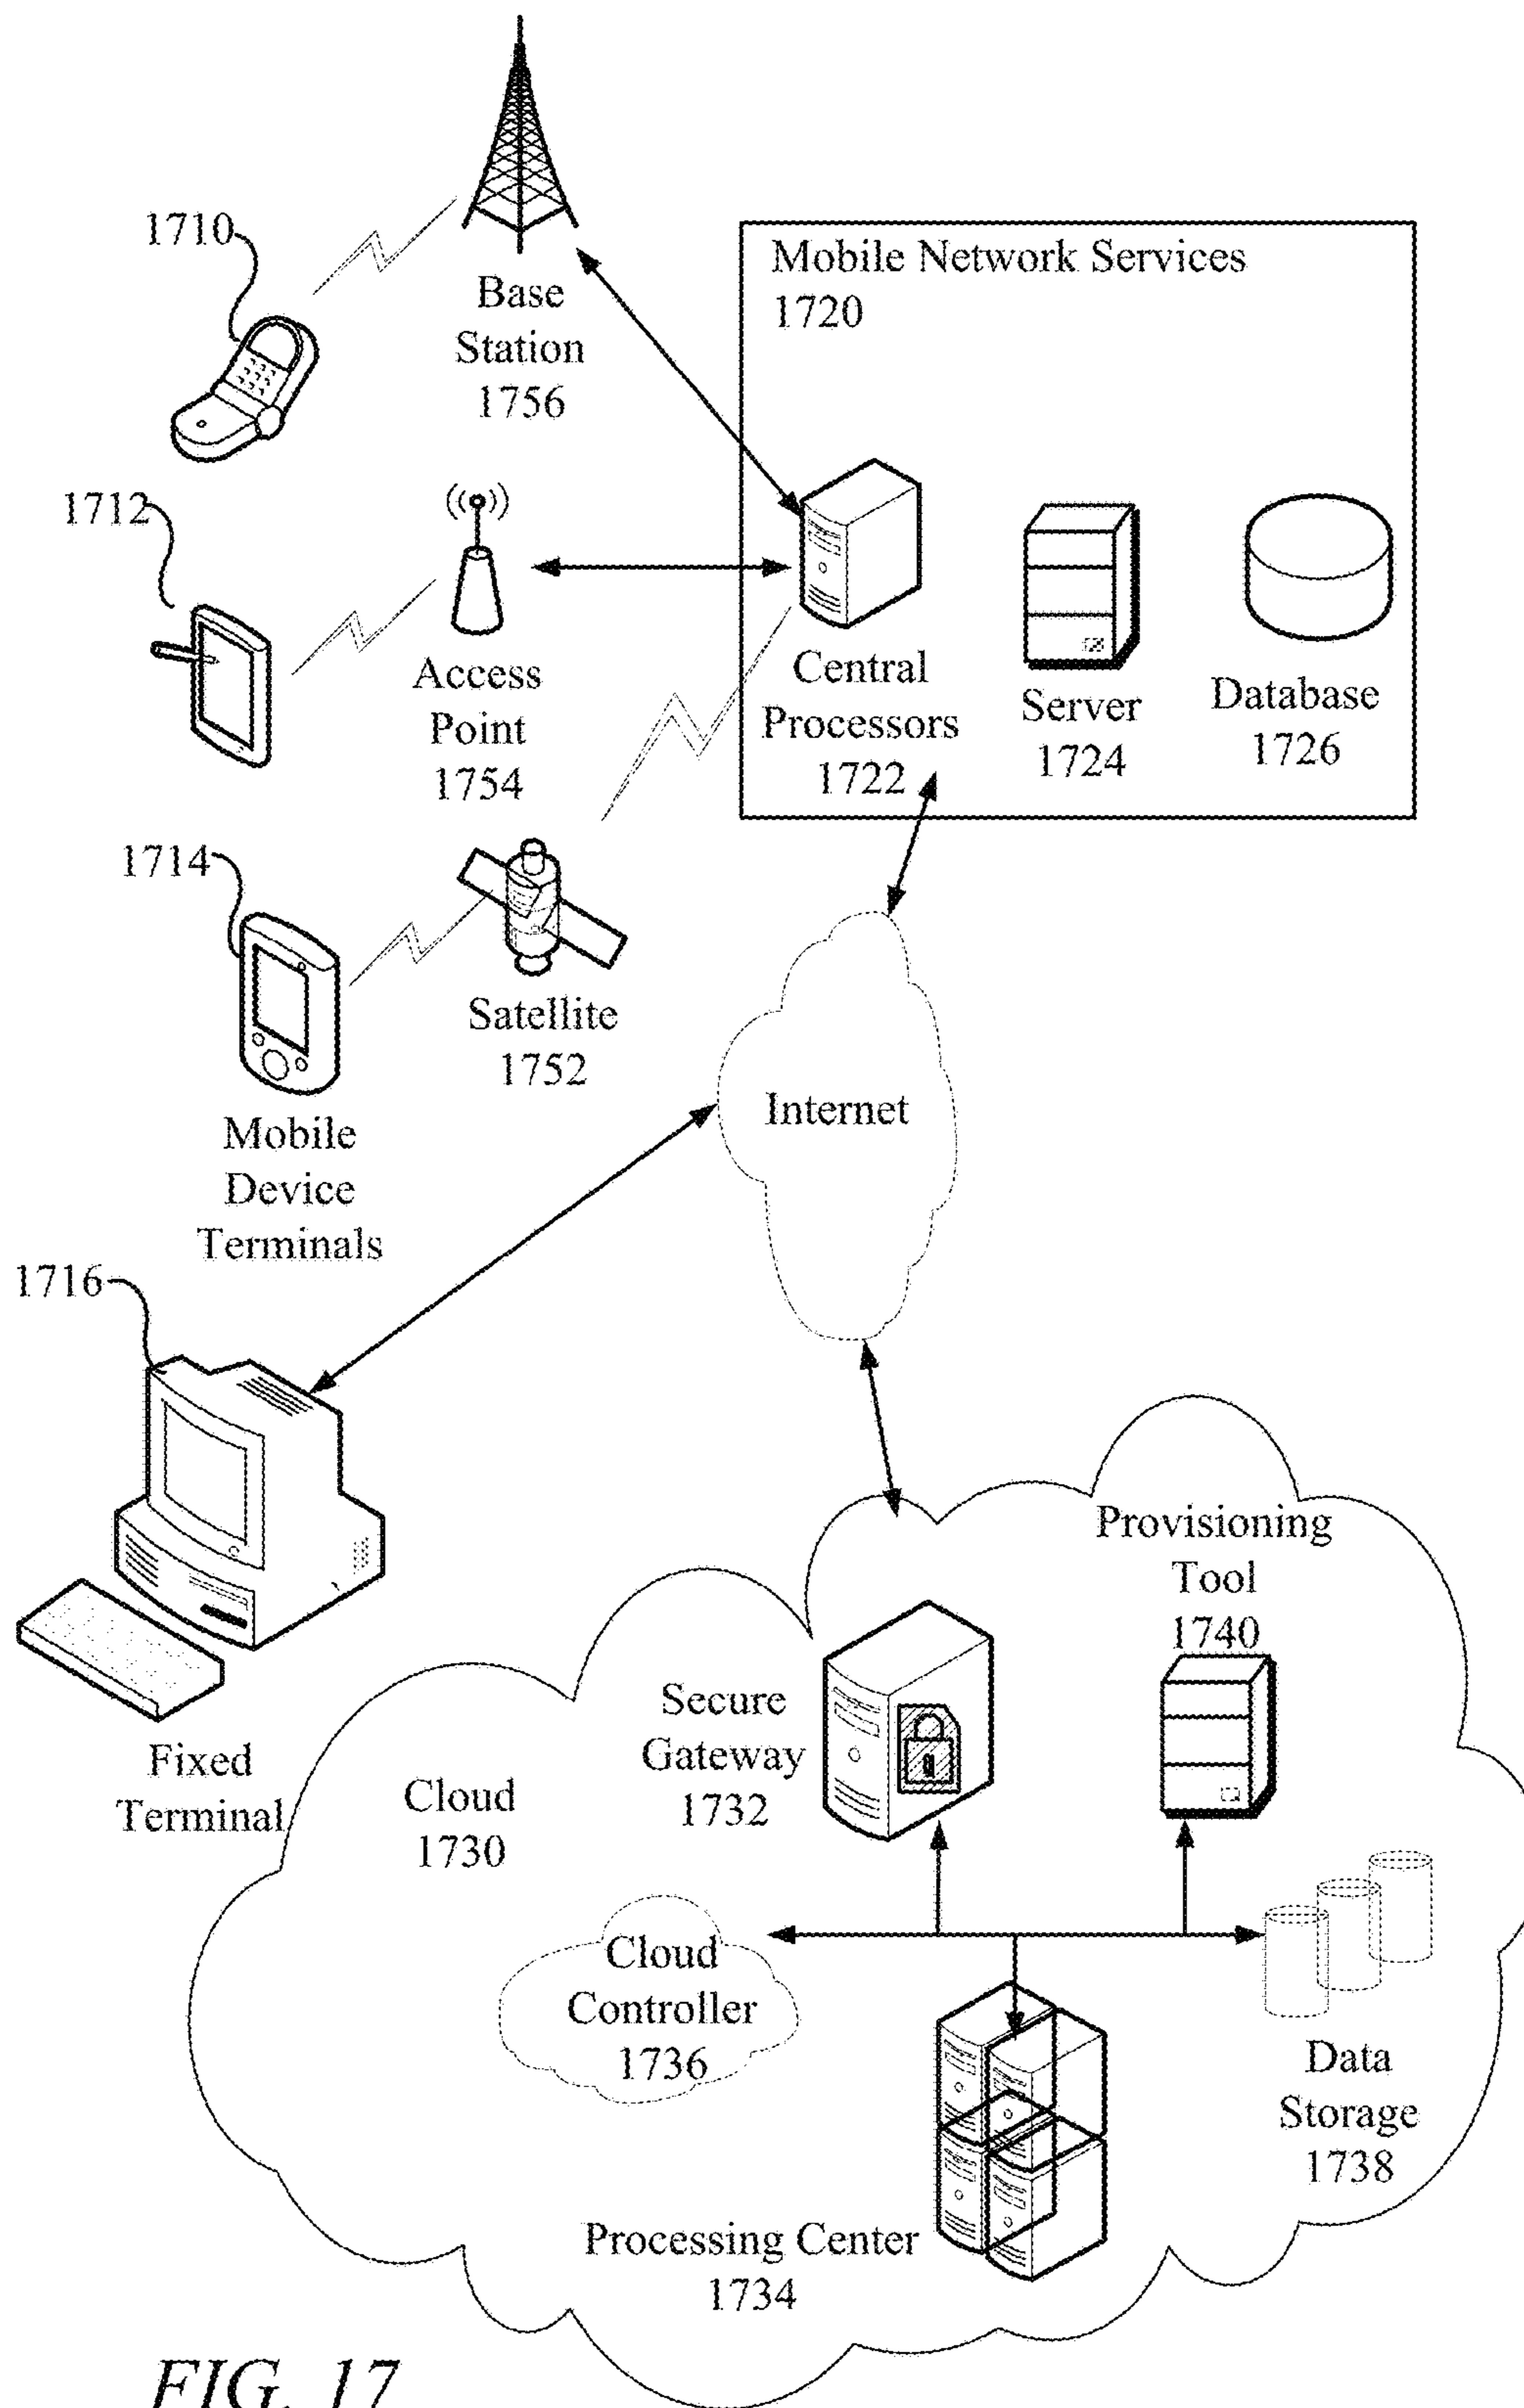 1710
Base
Station
1756
Mobile Network Services
1720
1712
Access
Point
1754
Central
Processors
1722
Server
1724
Database
1726
1714
Satellite
1752
Mobile
Device
Terminals
Internet
1716
Fixed
Terminal
Provisioning
Tool
1740
Secure
Gateway
1732
Cloud
1730
Cloud
Controller
1736
Data
Storage
1738
Processing Center
1734
FIG. 17